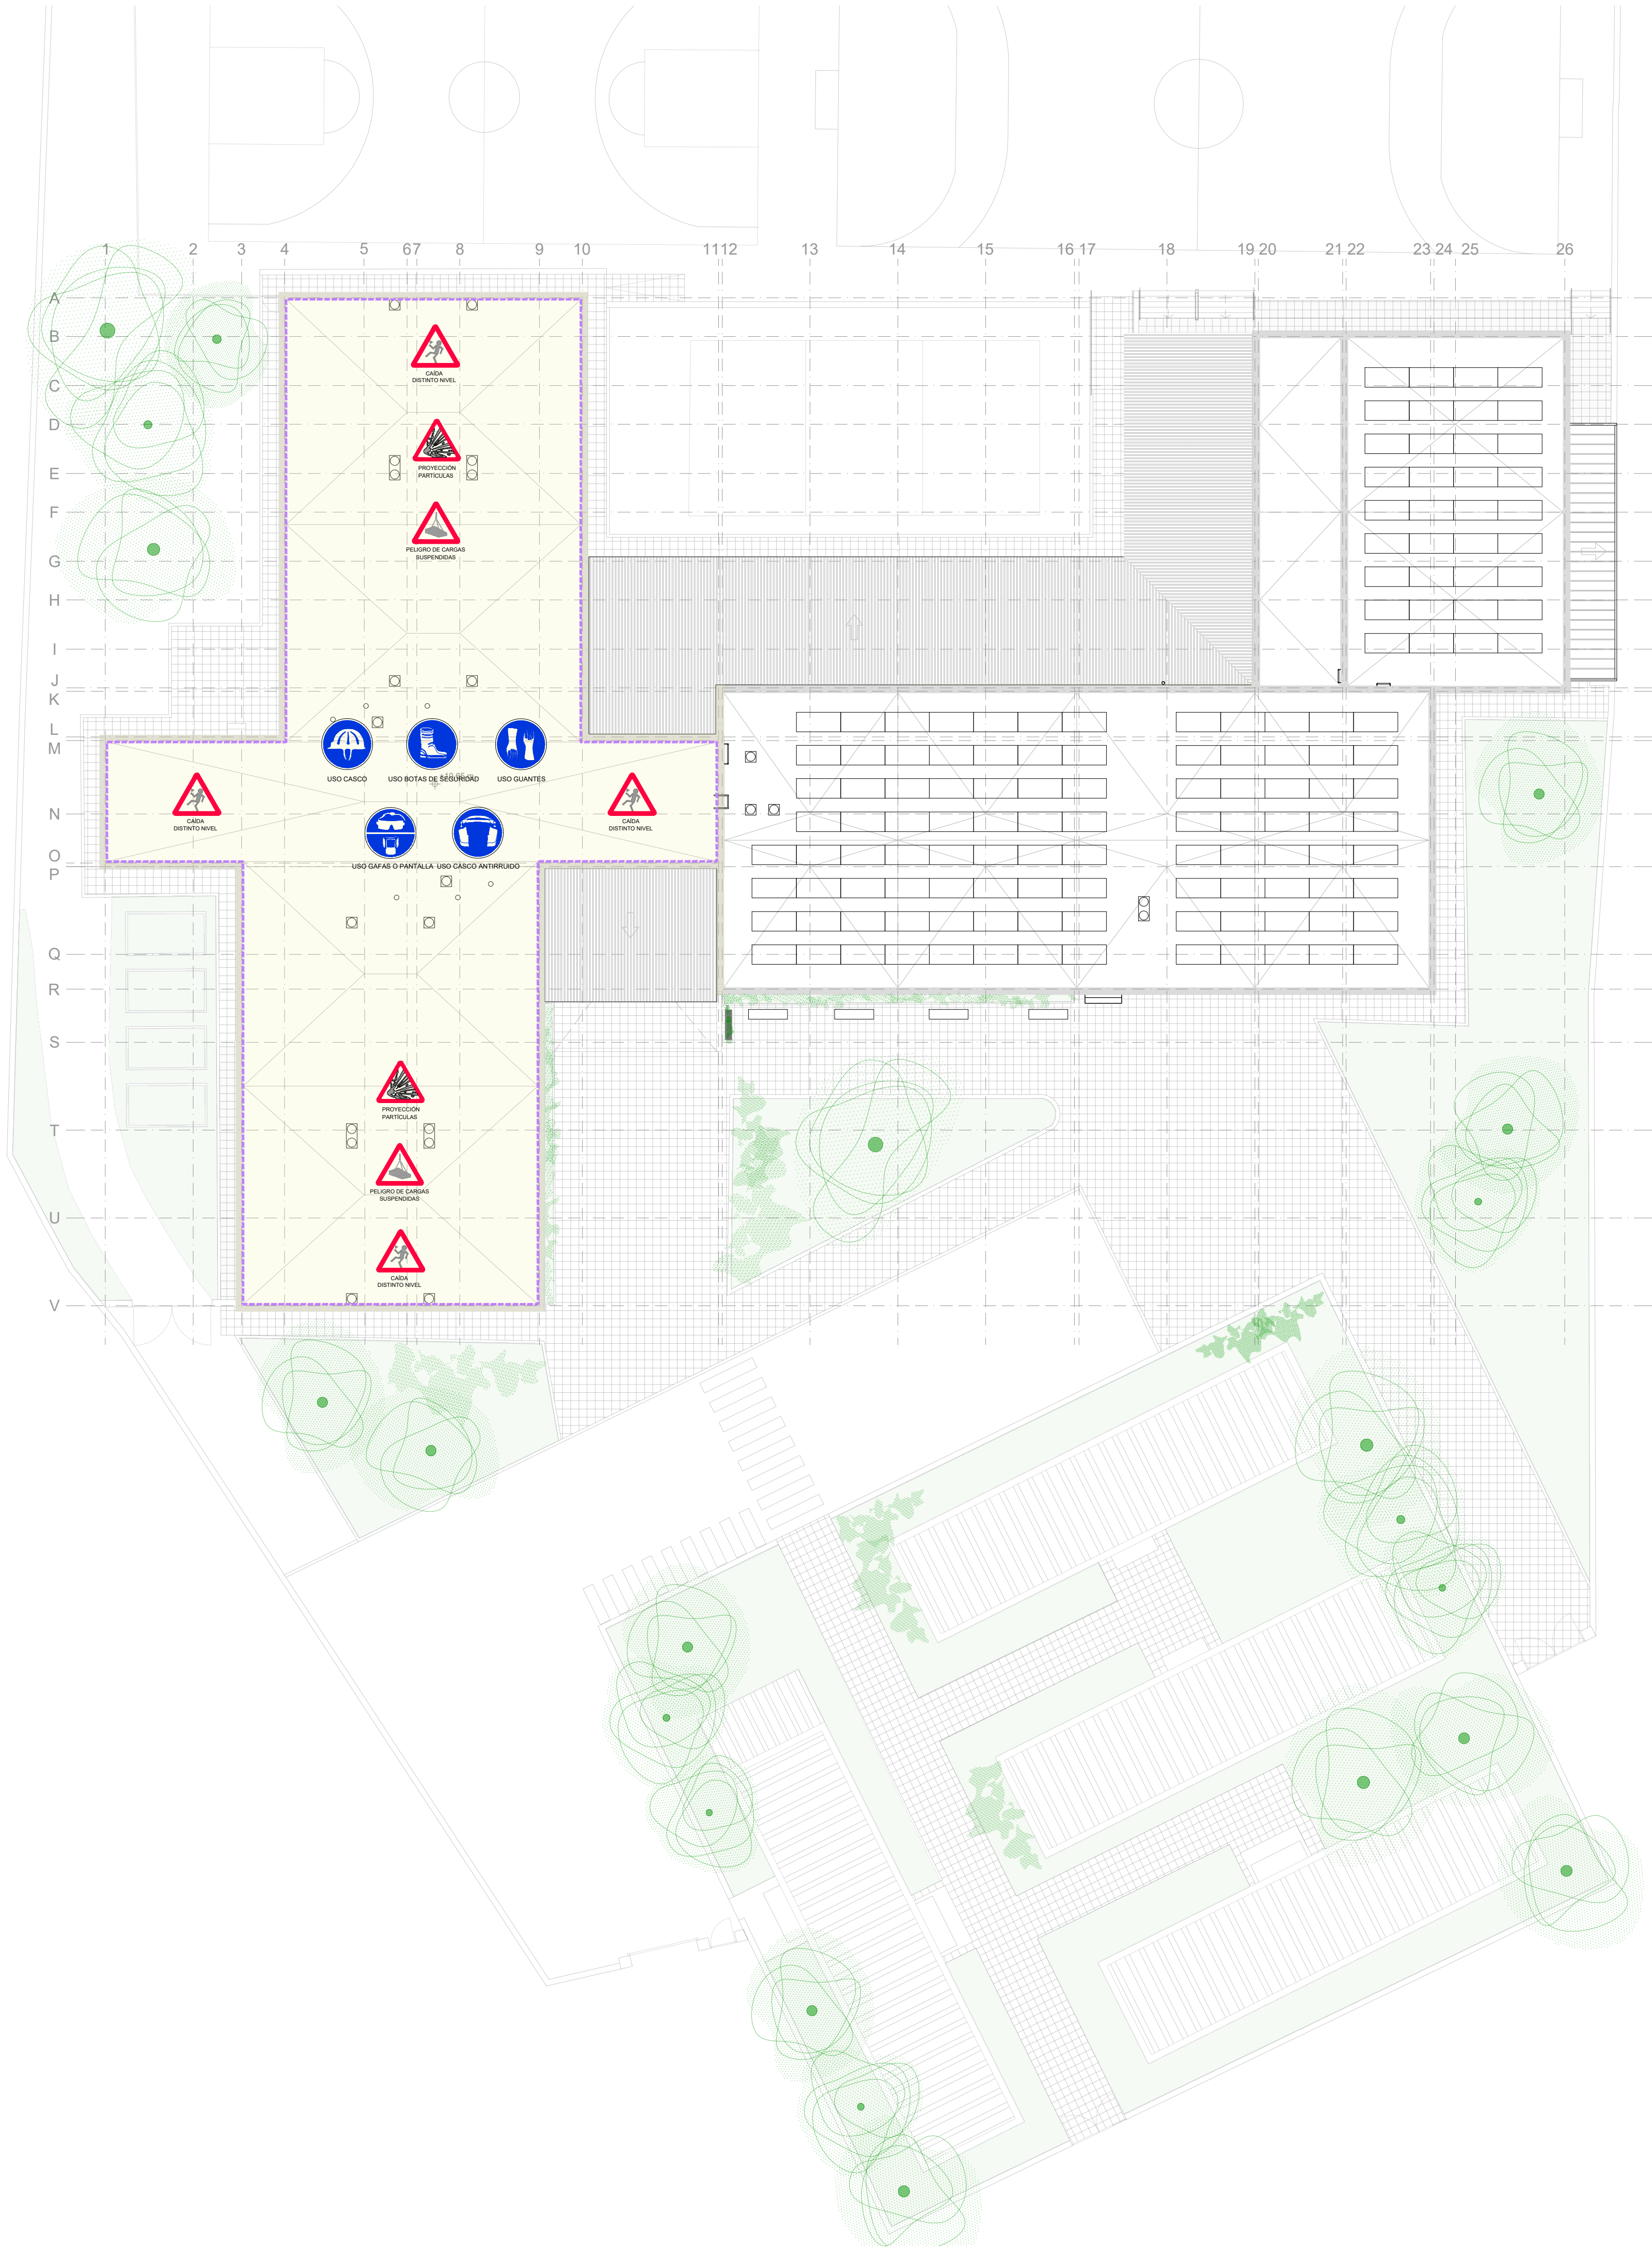 1 2 3 4 5 6 7 8 9 10 11 12 13 14 15 16 17 18 19 20 21 22 23 24 25 26
A
B
CAÍDA
DISTINTO NIVEL
C
D
PROYECCIÓN
PARTÍCULAS
E
F
PELIGRO DE CARGAS
SUSPENDIDAS
G
H
I
J
K
L
M
USO CASCO
USO BOTAS DE SEGURIDAD
USO GUANTES
N
CAÍDA
DISTINTO NIVEL
CAÍDA
DISTINTO NIVEL
O
USO GAFAS O PANTALLA
USO CASCO ANTIRRUIDO
P
Q
R
S
PROYECCIÓN
PARTÍCULAS
T
PELIGRO DE CARGAS
SUSPENDIDAS
U
CAÍDA
DISTINTO NIVEL
V